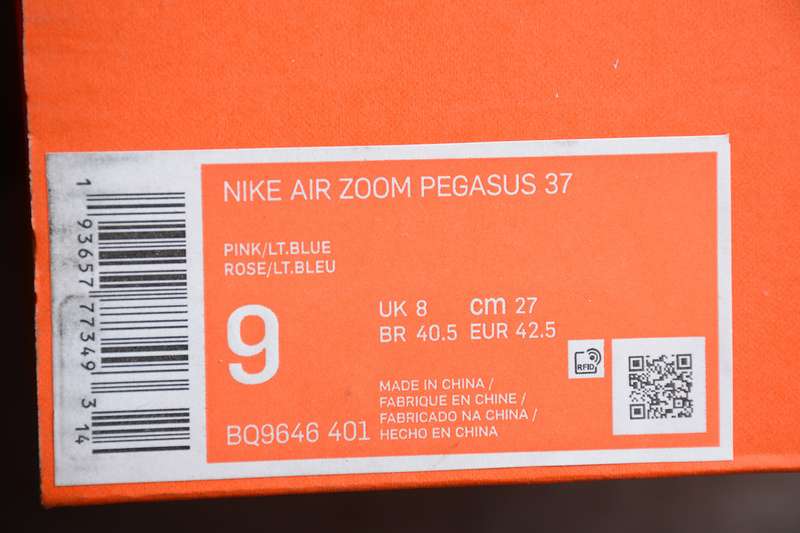 NIKE AIR ZOOM PEGASUS 37
PINK/LT.BLUE
ROSE/LT.BLEU
9
UK 8 cm 27
BR 40.5 EUR 42.5
RFID
MADE IN CHINA /
FABRIQUE EN CHINE /
FABRICADO NA CHINA /
HECHO EN CHINA
BQ9646 401
1 93657 77349 3 14